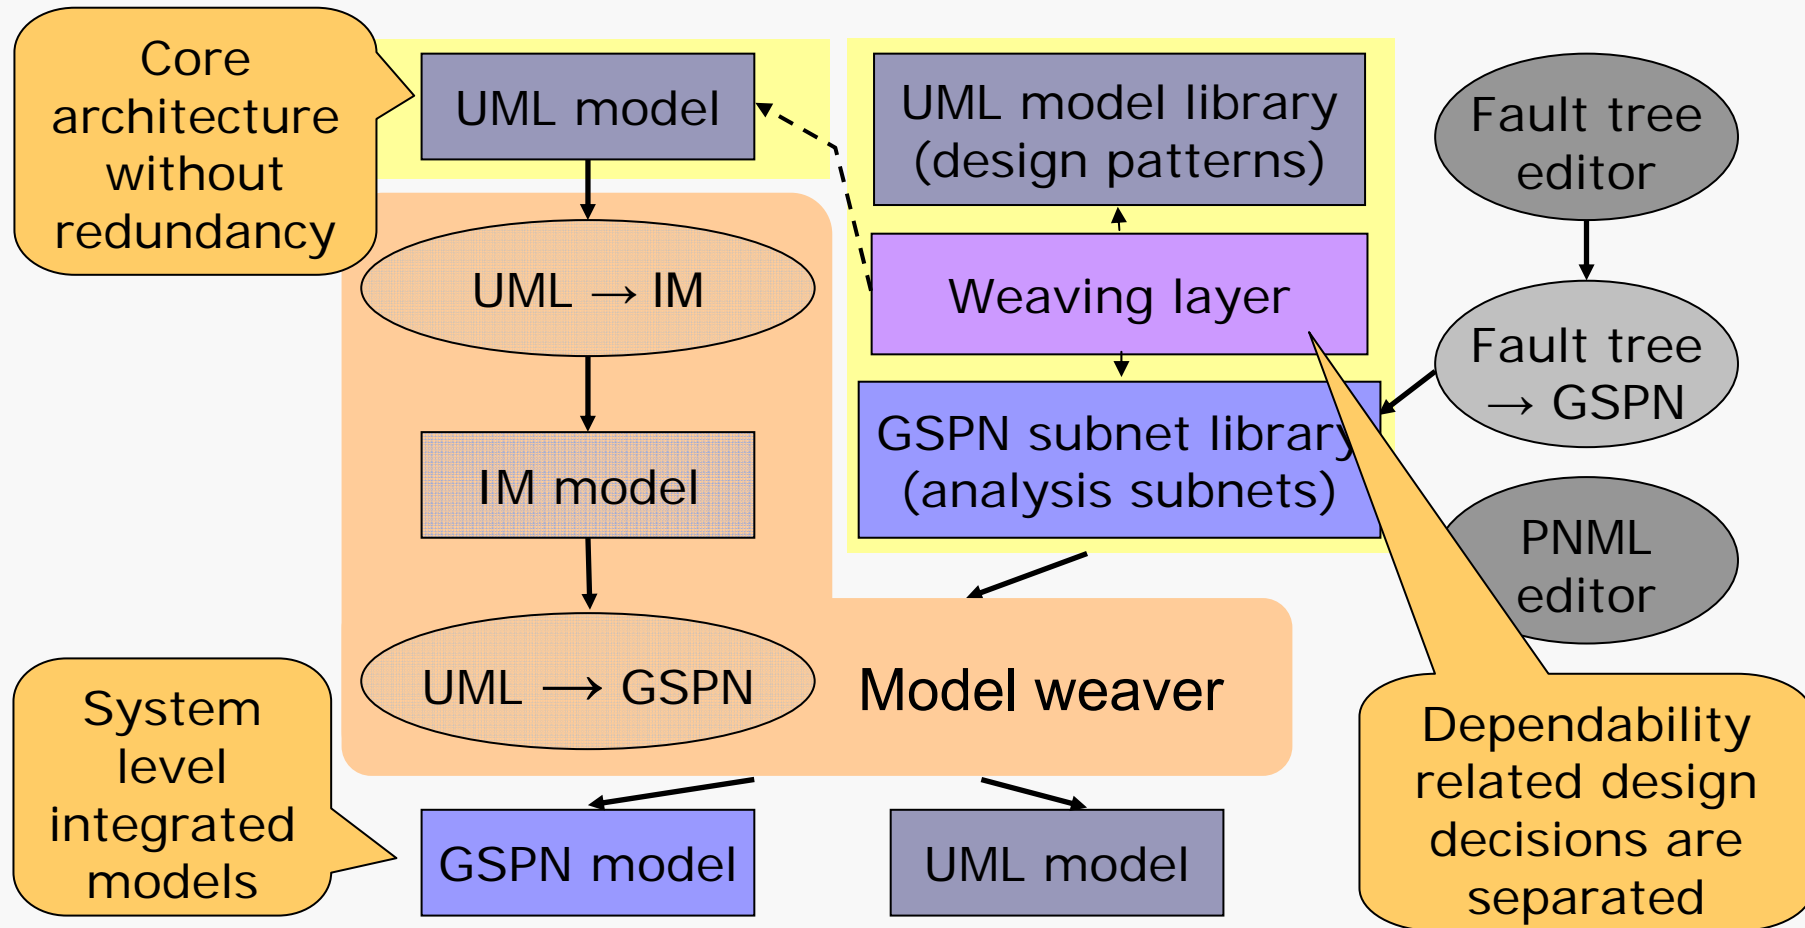 Core
architecture
without
redundancy
UML model
UML model library
(design patterns)
Fault tree
editor
UML → IM
Weaving layer
Fault tree
→ GSPN
GSPN subnet library
(analysis subnets)
IM model
PNML
editor
UML → GSPN
Model weaver
System
level
integrated
models
GSPN model
UML model
Dependability
related design
decisions are
separated